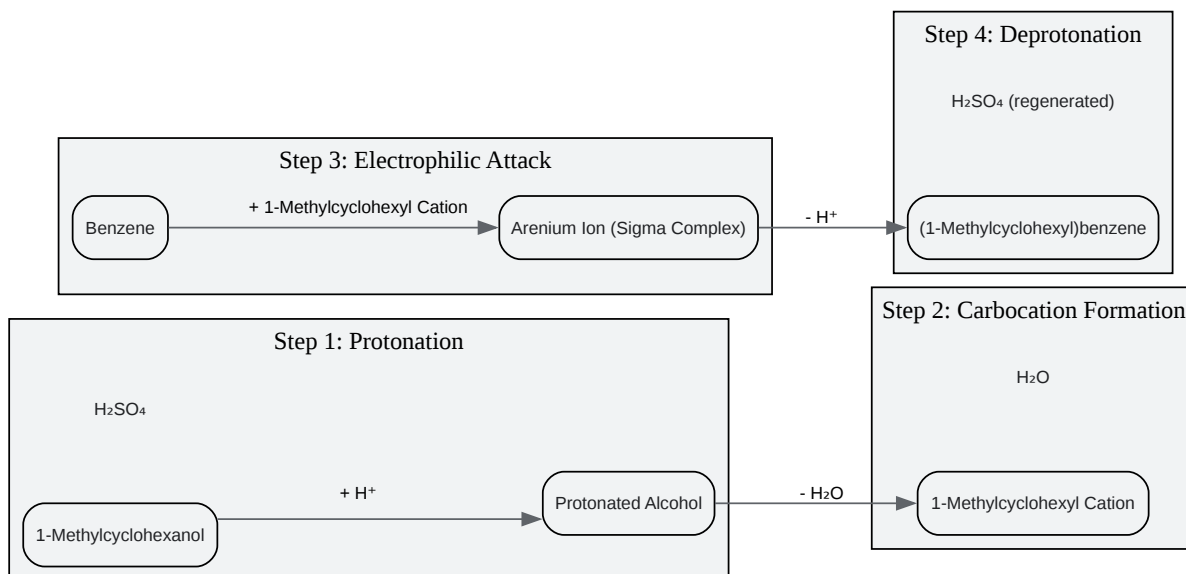 Step 4: Deprotonation
H₂SO₄ (regenerated)
Step 3: Electrophilic Attack
Benzene
+ 1-Methylcyclohexyl Cation
Arenium Ion (Sigma Complex)
- H⁺
(1-Methylcyclohexyl)benzene
Step 1: Protonation
H₂SO₄
1-Methylcyclohexanol
+ H⁺
Protonated Alcohol
- H₂O
Step 2: Carbocation Formation
H₂O
1-Methylcyclohexyl Cation